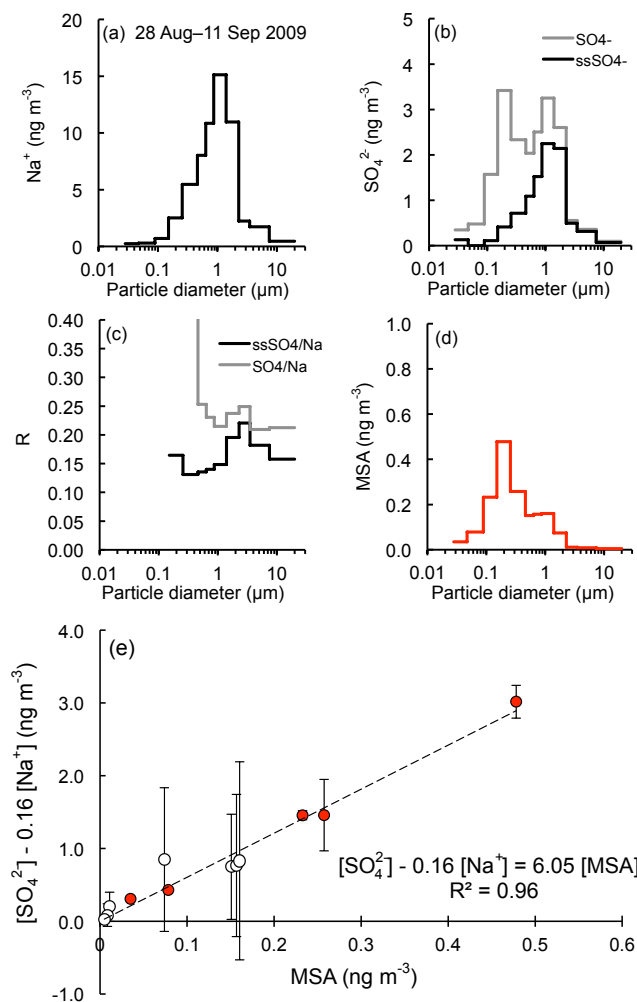 (a) 28 Aug–11 Sep 2009
20
15
10
5
0
Na⁺ (ng m⁻³)
0.01 0.1 1 10
Particle diameter (µm)
(b)
SO4-
ssSO4-
5
4
3
2
1
0
SO₄²⁻ (ng m⁻³)
0.01 0.1 1 10
Particle diameter (µm)
(c)
ssSO4/Na
SO4/Na
0.40
0.35
0.30
0.25
0.20
0.15
0.10
0.05
0.00
R
0.01 0.1 1 10
Particle diameter (µm)
(d)
1.0
0.8
0.6
0.4
0.2
0.0
MSA (ng m⁻³)
0.01 0.1 1 10
Particle diameter (µm)
(e)
4.0
3.0
2.0
1.0
0.0
-1.0
[SO₄²] - 0.16 [Na⁺] (ng m⁻³)
[SO₄²] - 0.16 [Na⁺] = 6.05 [MSA]
R² = 0.96
0 0.1 0.2 0.3 0.4 0.5 0.6
MSA (ng m⁻³)